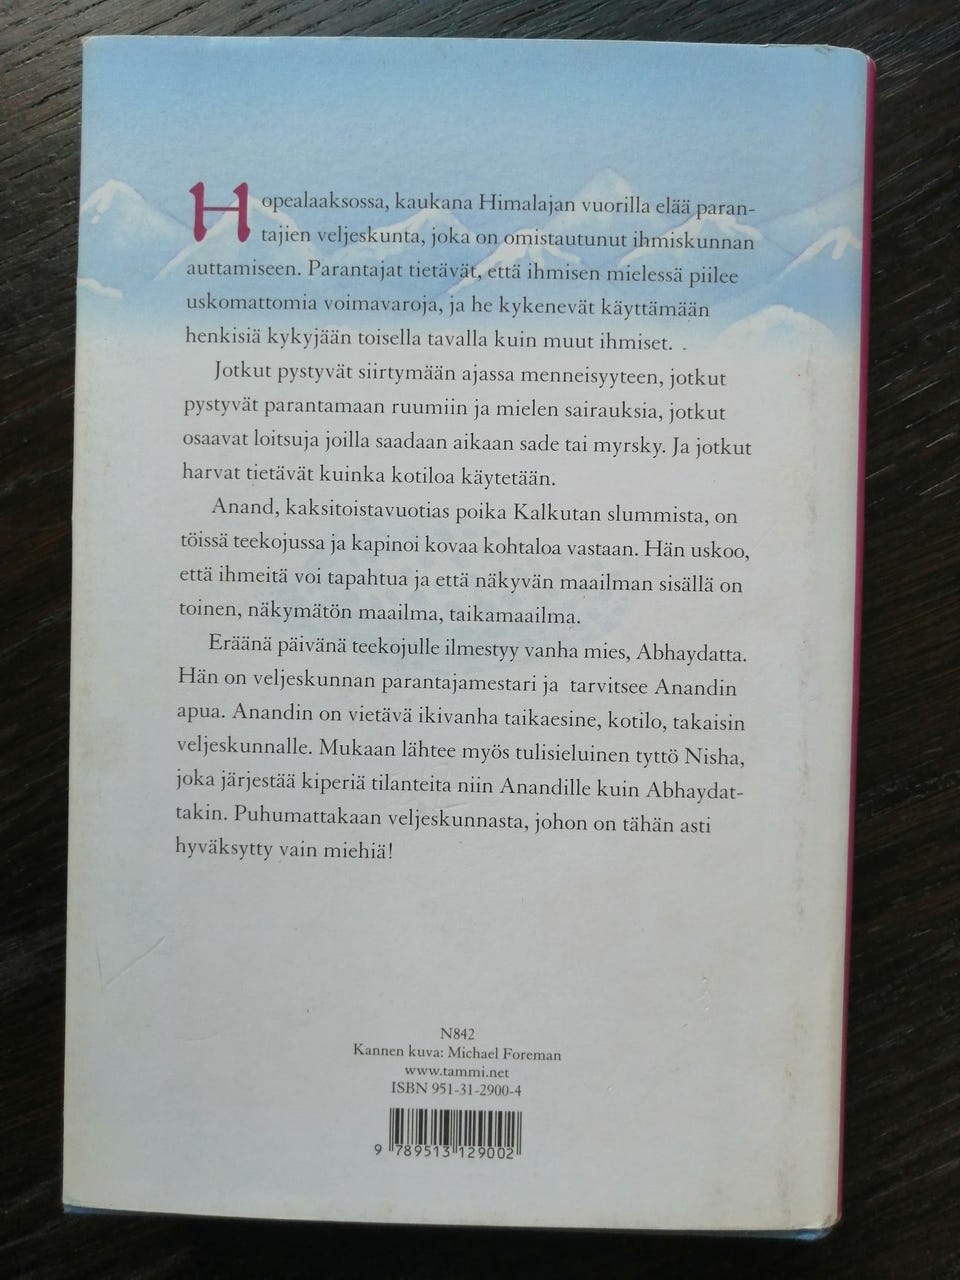 Hopealaaksossa, kaukana Himalajan vuorilla elää paran-
tajien veljeskunta, joka on omistautunut ihmiskunnan
auttamiseen. Parantajat tietävät, että ihmisen mielessä piilee
uskomattomia voimavaroja, ja he kykenevät käyttämään
henkisiä kykyjään toisella tavalla kuin muut ihmiset.
Jotkut pystyvät siirtymään ajassa menneisyyteen, jotkut
pystyvät parantamaan ruumiin ja mielen sairauksia, jotkut
osaavat loitsuja joilla saadaan aikaan sade tai myrsky. Ja jotkut
harvat tietävät kuinka kotiloa käytetään.
Anand, kaksitoistavuotias poika Kalkutan slummista, on
töissä teekojussa ja kapinoi kovaa kohtaloa vastaan. Hän uskoo,
että ihmeitä voi tapahtua ja että näkyvän maailman sisällä on
toinen, näkymätön maailma, taikamaailma.
Eräänä päivänä teekojulle ilmestyy vanha mies, Abhaydatta.
Hän on veljeskunnan parantajamestari ja tarvitsee Anandin
apua. Anandin on vietävä ikivanha taikaesine, kotilo, takaisin
veljeskunnalle. Mukaan lähtee myös tulisieluinen tyttö Nisha,
joka järjestää kiperiä tilanteita niin Anandille kuin Abhaydat-
takin. Puhumattakaan veljeskunnasta, johon on tähän asti
hyväksytty vain miehiä!
N842
Kannen kuva: Michael Foreman
www.tammi.net
ISBN 951-31-2900-4
9 789513 129002